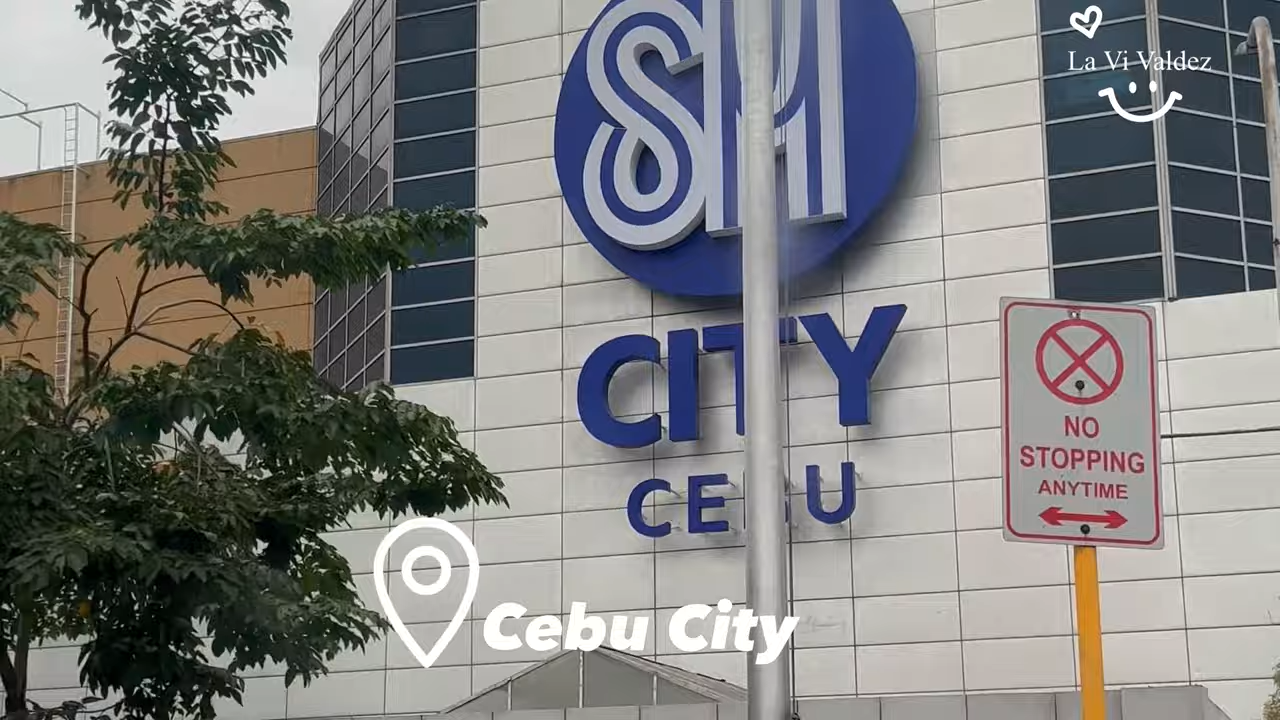 La Vi Valdez
SM
CITY
CEBU
NO
STOPPING
ANYTIME
Cebu City